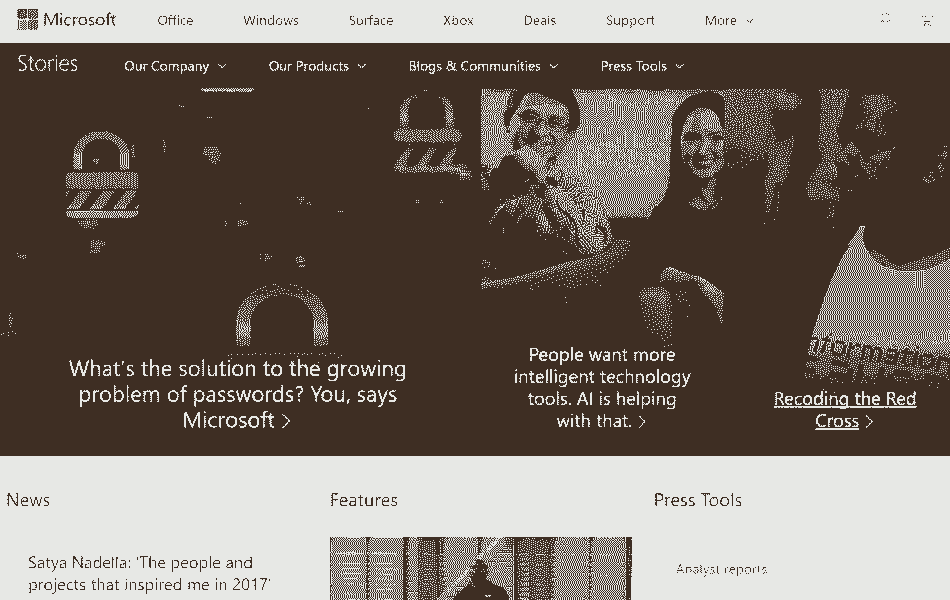 Microsoft Office Windows Surface Xbox Deals Support More
Stories Our Company Our Products Blogs & Communities Press Tools
What's the solution to the growing
problem of passwords? You, says
Microsoft
People want more
intelligent technology
tools. AI is helping
with that.
Recoding the Red
Cross
News
Features
Press Tools
Satya Nadella: 'The people and
projects that inspired me in 2017'
Analyst reports